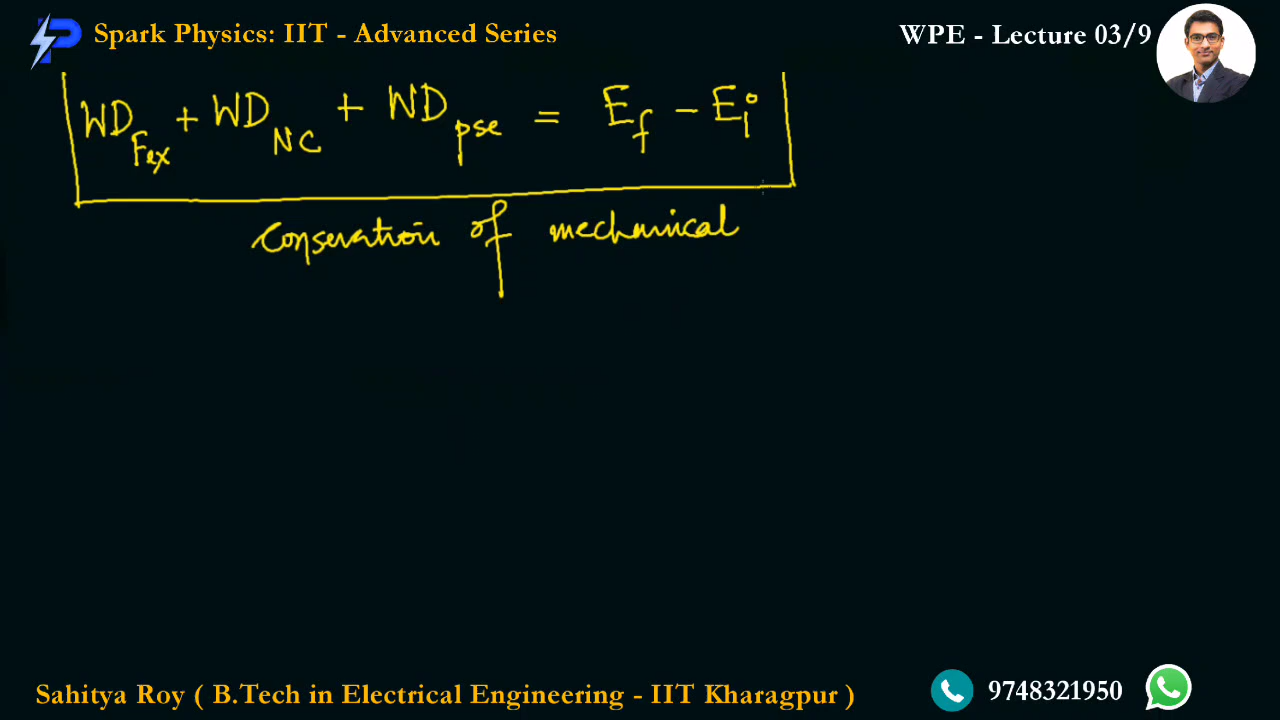 Spark Physics: IIT - Advanced Series
WPE - Lecture 03/9
WD_Fex + WD_NC + WD_pse = E_f - E_i
Conservation of mechanical
Sahitya Roy ( B.Tech in Electrical Engineering - IIT Kharagpur )
9748321950